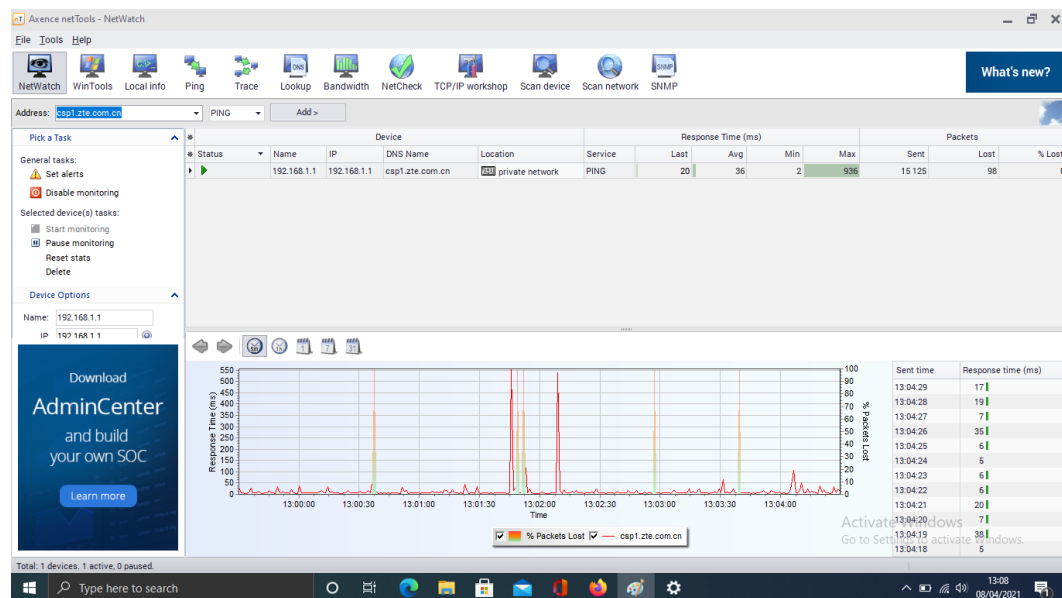 nT Axence netTools - NetWatch
File Tools Help
NetWatch WinTools Local info Ping Trace Lookup Bandwidth NetCheck TCP/IP workshop Scan device Scan network SNMP
What's new?
Address: csp1.zte.com.cn PING Add >
Pick a Task
General tasks:
Set alerts
Disable monitoring
Selected device(s) tasks:
Start monitoring
Pause monitoring
Reset stats
Delete
Device Options
Name: 192.168.1.1
IP 192.168.1.1
Download
AdminCenter
and build
your own SOC
Learn more
Device Response Time (ms) Packets
Status Name IP DNS Name Location Service Last Avg Min Max Sent Lost % Lost
192.168.1.1 192.168.1.1 csp1.zte.com.cn private network PING 20 36 2 936 15 125 98 0
1h 1 7 31
Response Time (ms)
550
500
450
400
350
300
250
200
150
100
50
0
100
90
80
70
60
50
40
30
20
10
0
% Packets Lost
13:00:00 13:00:30 13:01:00 13:01:30 13:02:00 13:02:30 13:03:00 13:03:30 13:04:00
Time
% Packets Lost csp1.zte.com.cn
Sent time Response time (ms)
13:04:29 17
13:04:28 19
13:04:27 7
13:04:26 35
13:04:25 6
13:04:24 5
13:04:23 6
13:04:22 6
13:04:21 20
13:04:20 7
13:04:19 38
13:04:18 5
Activate Windows
Go to Settings to activate Windows.
Total: 1 devices. 1 active, 0 paused.
Type here to search
13:08
08/04/2021